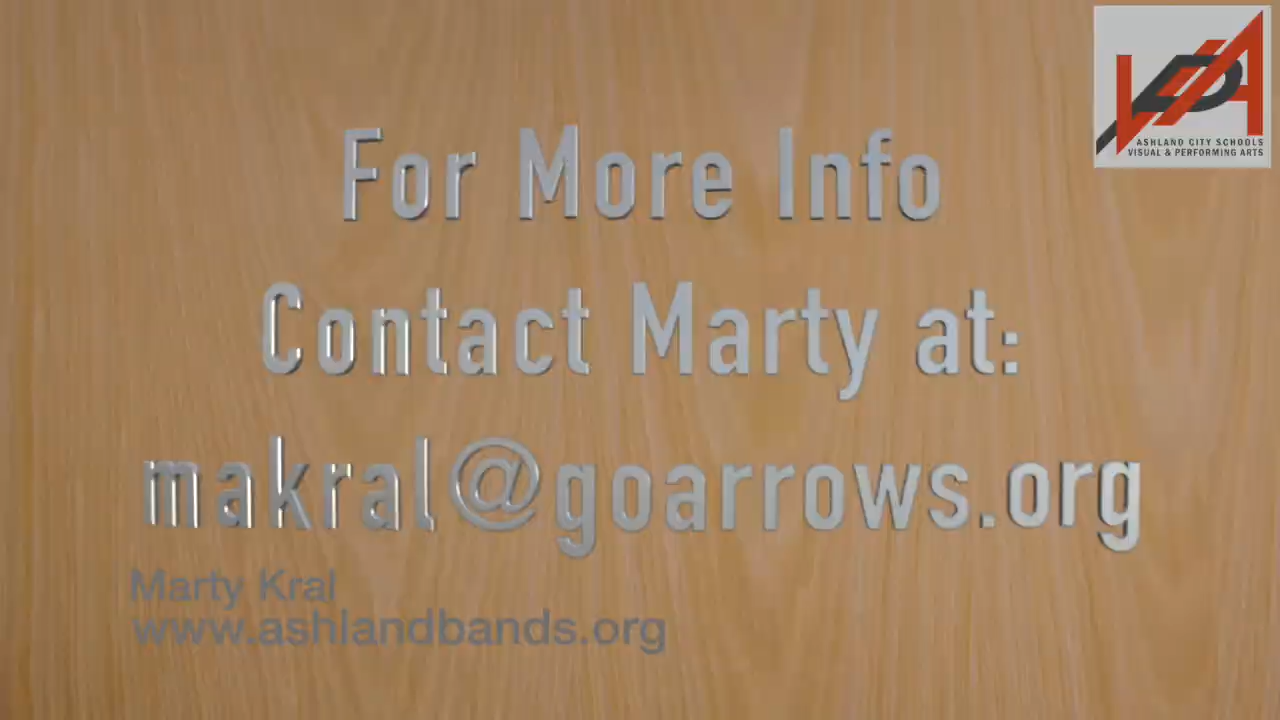 ASHLAND CITY SCHOOLS
VISUAL & PERFORMING ARTS
For More Info
Contact Marty at:
makral@goarrows.org
Marty Kral
www.ashlandbands.org